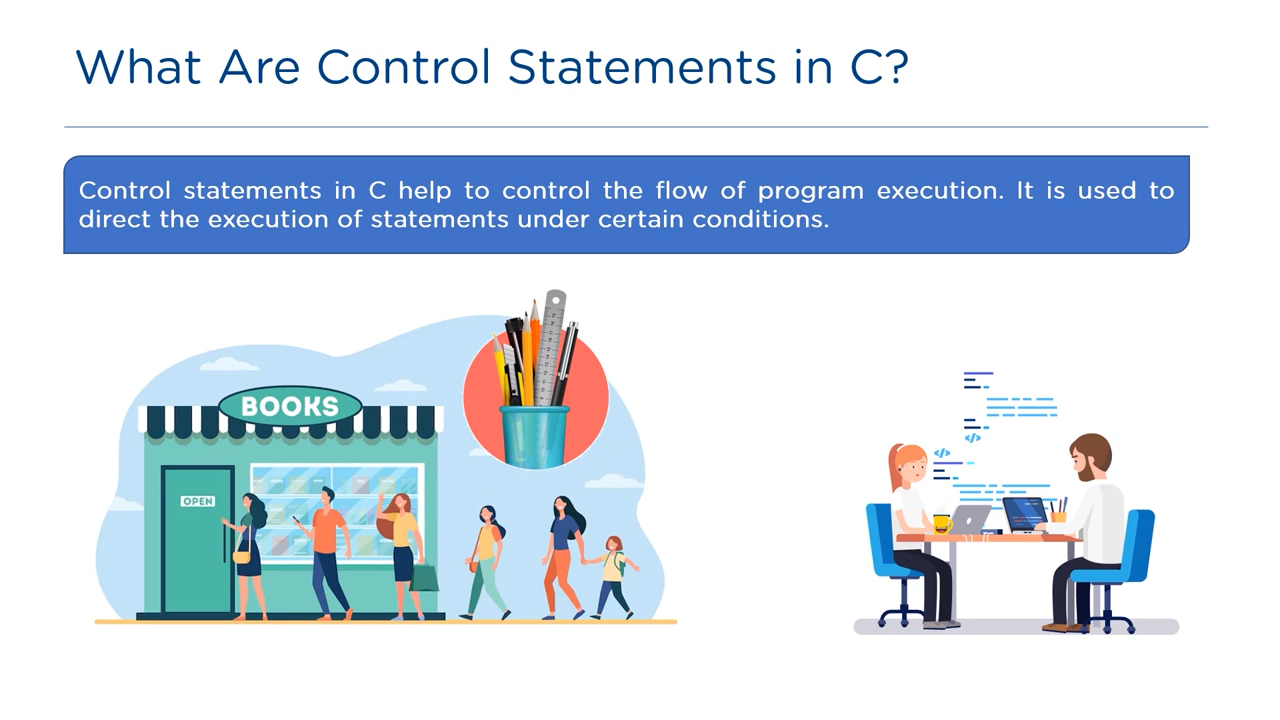 What Are Control Statements in C?
Control statements in C help to control the flow of program execution. It is used to
direct the execution of statements under certain conditions.
BOOKS
OPEN
</>
</>